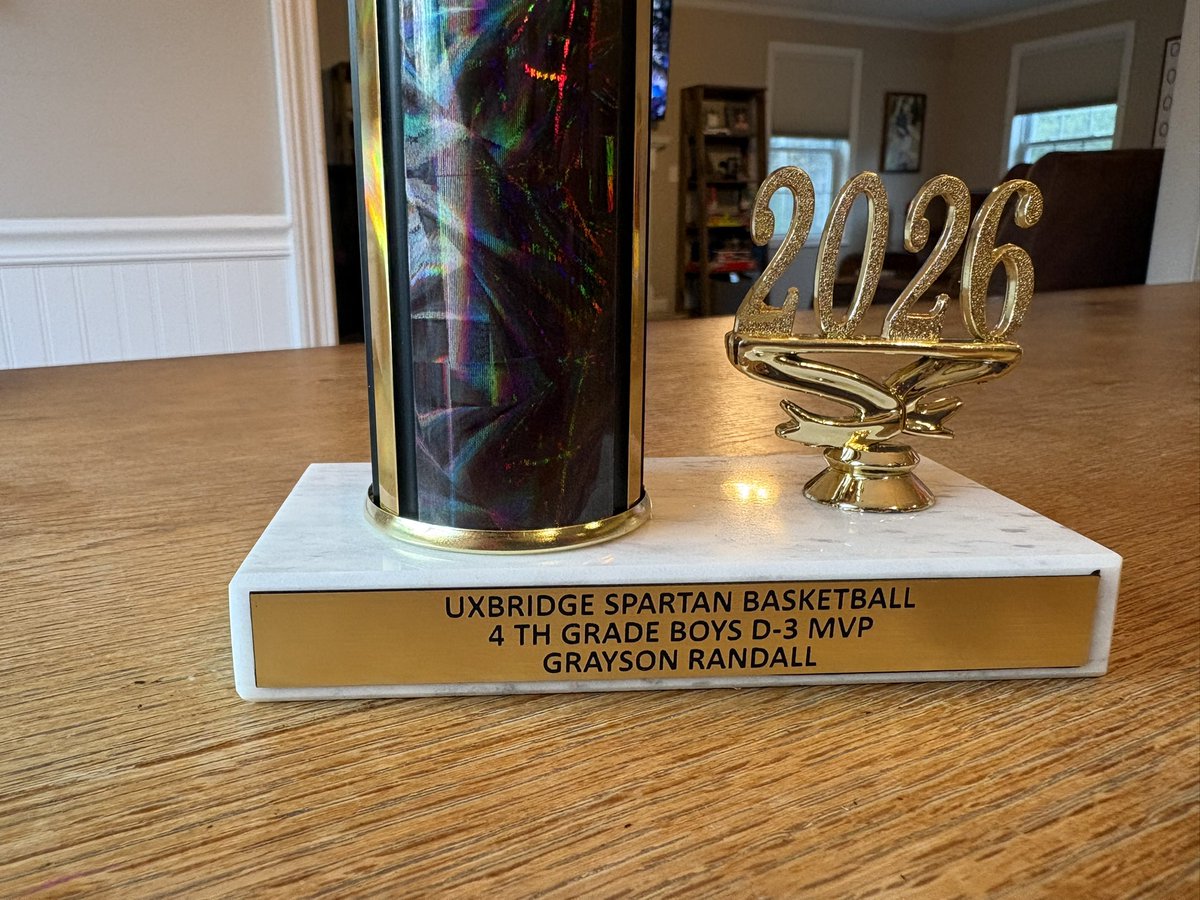 2026
UXBRIDGE SPARTAN BASKETBALL
4 TH GRADE BOYS D-3 MVP
GRAYSON RANDALL